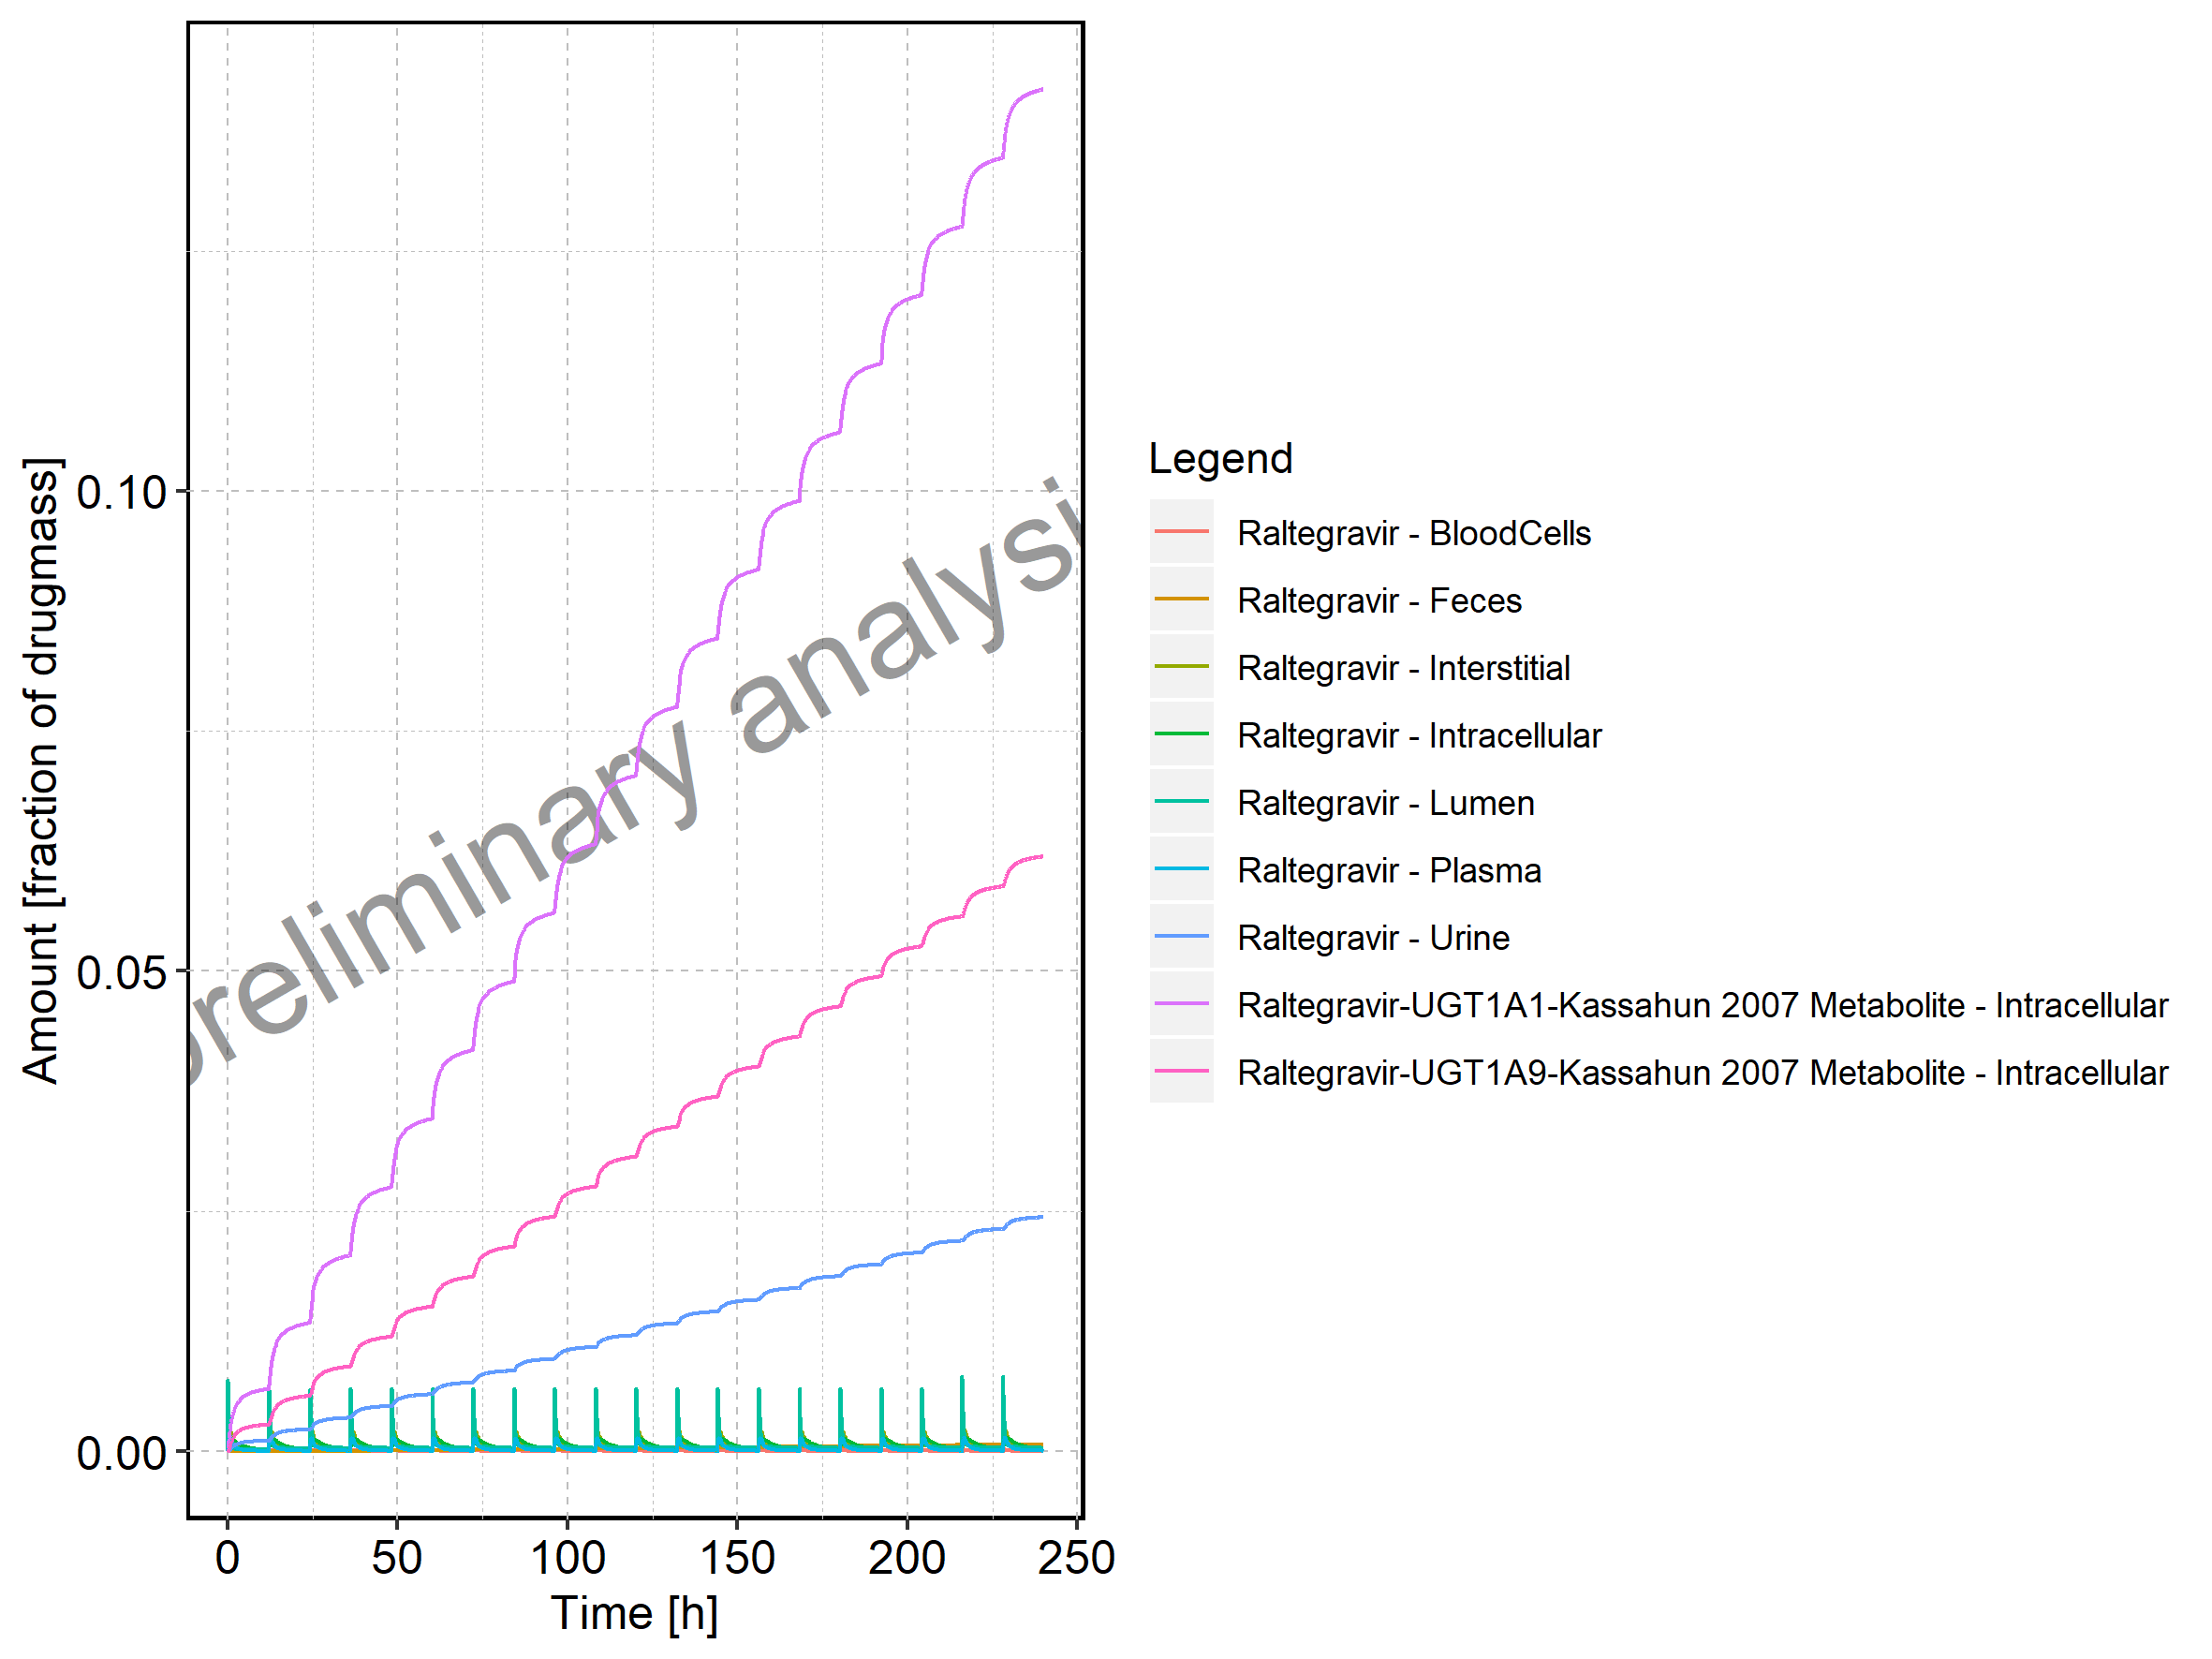 Amount [fraction of drugmass]
0.10
0.05
0.00
0
50
100
150
200
250
Time [h]
preliminary analysis
Legend
Raltegravir - BloodCells
Raltegravir - Feces
Raltegravir - Interstitial
Raltegravir - Intracellular
Raltegravir - Lumen
Raltegravir - Plasma
Raltegravir - Urine
Raltegravir-UGT1A1-Kassahun 2007 Metabolite - Intracellular
Raltegravir-UGT1A9-Kassahun 2007 Metabolite - Intracellular